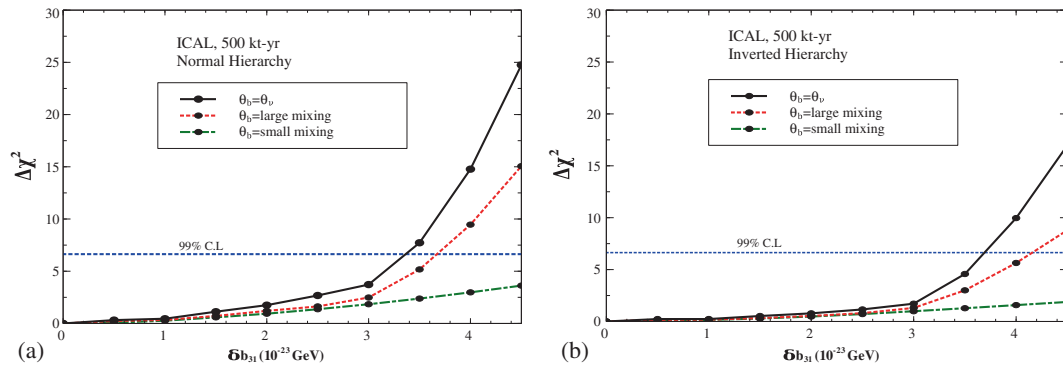 30
25
20
15
10
5
0
Δχ²
ICAL, 500 kt-yr
Normal Hierarchy
θb=θν
θb=large mixing
θb=small mixing
99% C.L
0 1 2 3 4
δb31 (10-23 GeV)
(a)
30
25
20
15
10
5
0
Δχ²
ICAL, 500 kt-yr
Inverted Hierarchy
θb=θν
θb=large mixing
θb=small mixing
99% C.L
0 1 2 3 4
δb31 (10-23 GeV)
(b)